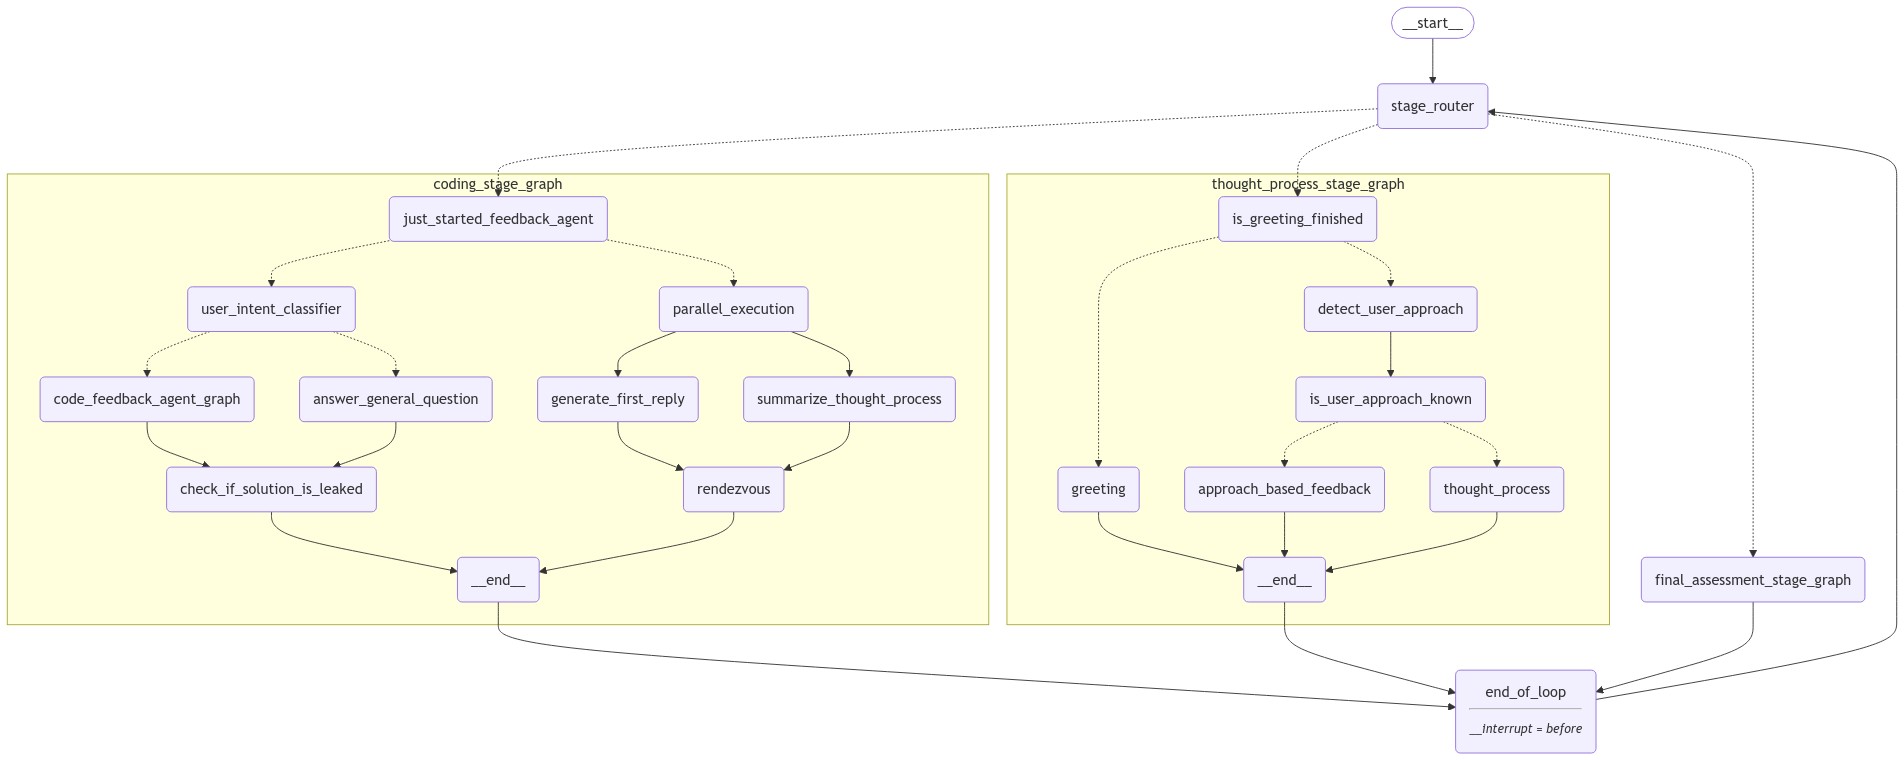 __start__
stage_router
coding_stage_graph
thought_process_stage_graph
just_started_feedback_agent
is_greeting_finished
user_intent_classifier
parallel_execution
detect_user_approach
code_feedback_agent_graph
answer_general_question
generate_first_reply
summarize_thought_process
is_user_approach_known
check_if_solution_is_leaked
rendezvous
greeting
approach_based_feedback
thought_process
__end__
__end__
final_assessment_stage_graph
end_of_loop
__interrupt = before